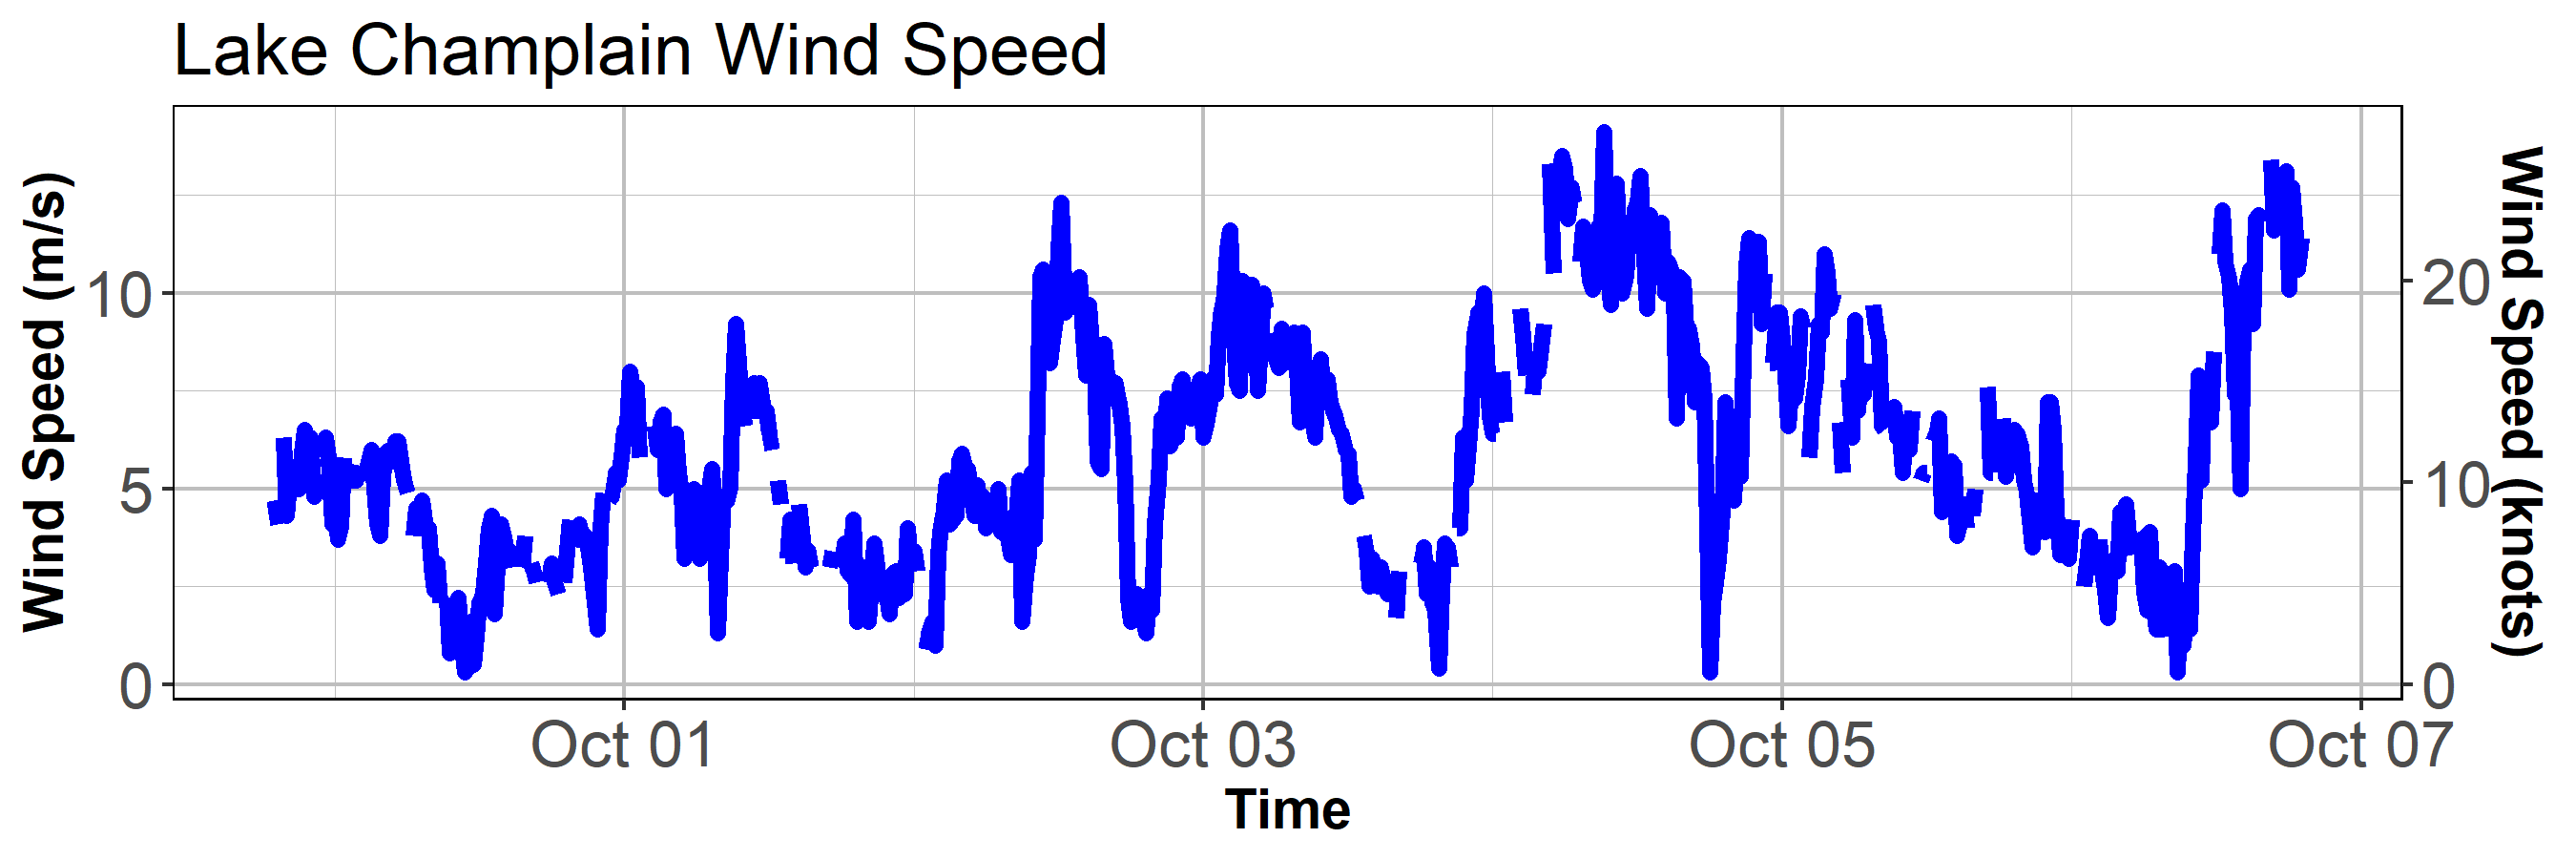 Lake Champlain Wind Speed
Wind Speed (m/s)
10
5
0
20
10
0
Wind Speed (knots)
Oct 01
Oct 03
Oct 05
Oct 07
Time